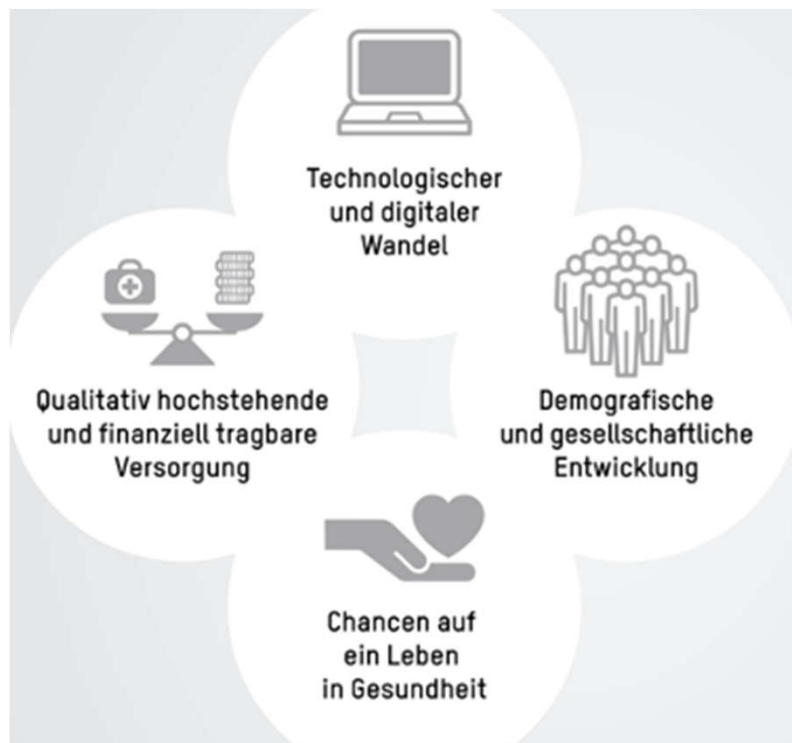 Technologischer
und digitaler
Wandel
Qualitativ hochstehende
und finanziell tragbare
Versorgung
Demografische
und gesellschaftliche
Entwicklung
Chancen auf
ein Leben
in Gesundheit